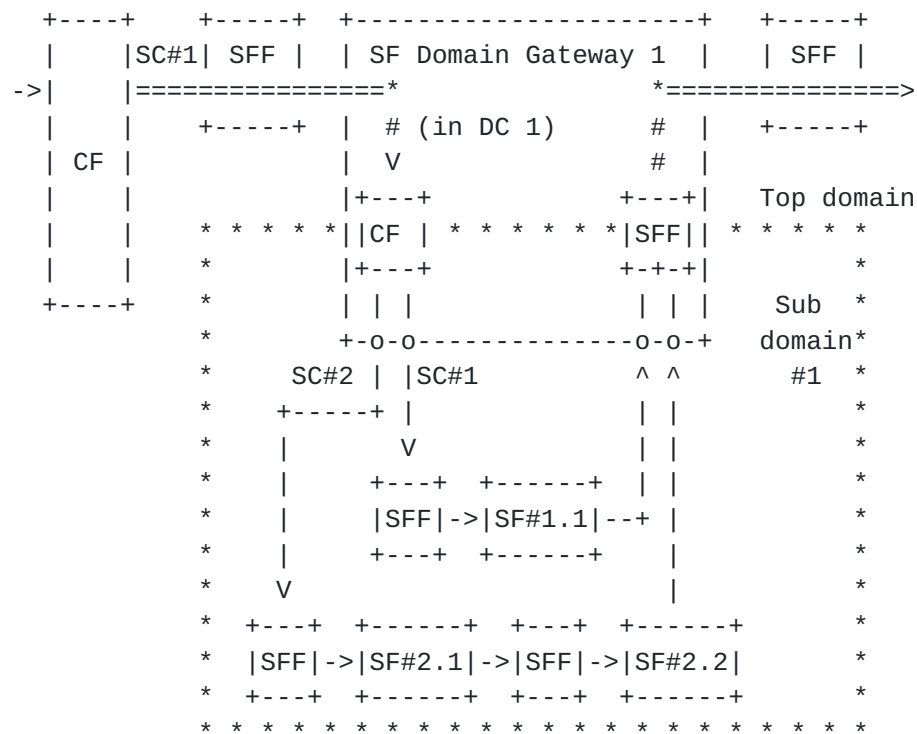 +----+     +-----+  +----------------------+   +-----+
   |    |SC#1| SFF |  | SF Domain Gateway 1  |   | SFF |
 ->|    |================*                *===============>
   |    |     +-----+  |  # (in DC 1)      #  |   +-----+
   | CF |              |  V                #  |
   |    |              |+---+            +---+|   Top domain
   |    |     * * * * *||CF | * * * * * *|SFF|| * * * * *
   |    |     *        |+---+            +-+-+|         *
   +----+     *        | | |              | | |    Sub  *
              *        +-o-o--------------o-o-+   domain*
              *     SC#2 | |SC#1          ^ ^       #1  *
              *    +-----+ |              | |           *
              *    |       V              | |           *
              *    |     +---+  +------+  | |           *
              *    |     |SFF|->|SF#1.1|--+ |           *
              *    |     +---+  +------+    |           *
              *    V                        |           *
              *  +---+  +------+  +---+  +------+       *
              *  |SFF|->|SF#2.1|->|SFF|->|SF#2.2|       *
              *  +---+  +------+  +---+  +------+       *
              * * * * * * * * * * * * * * * * * * * * * *